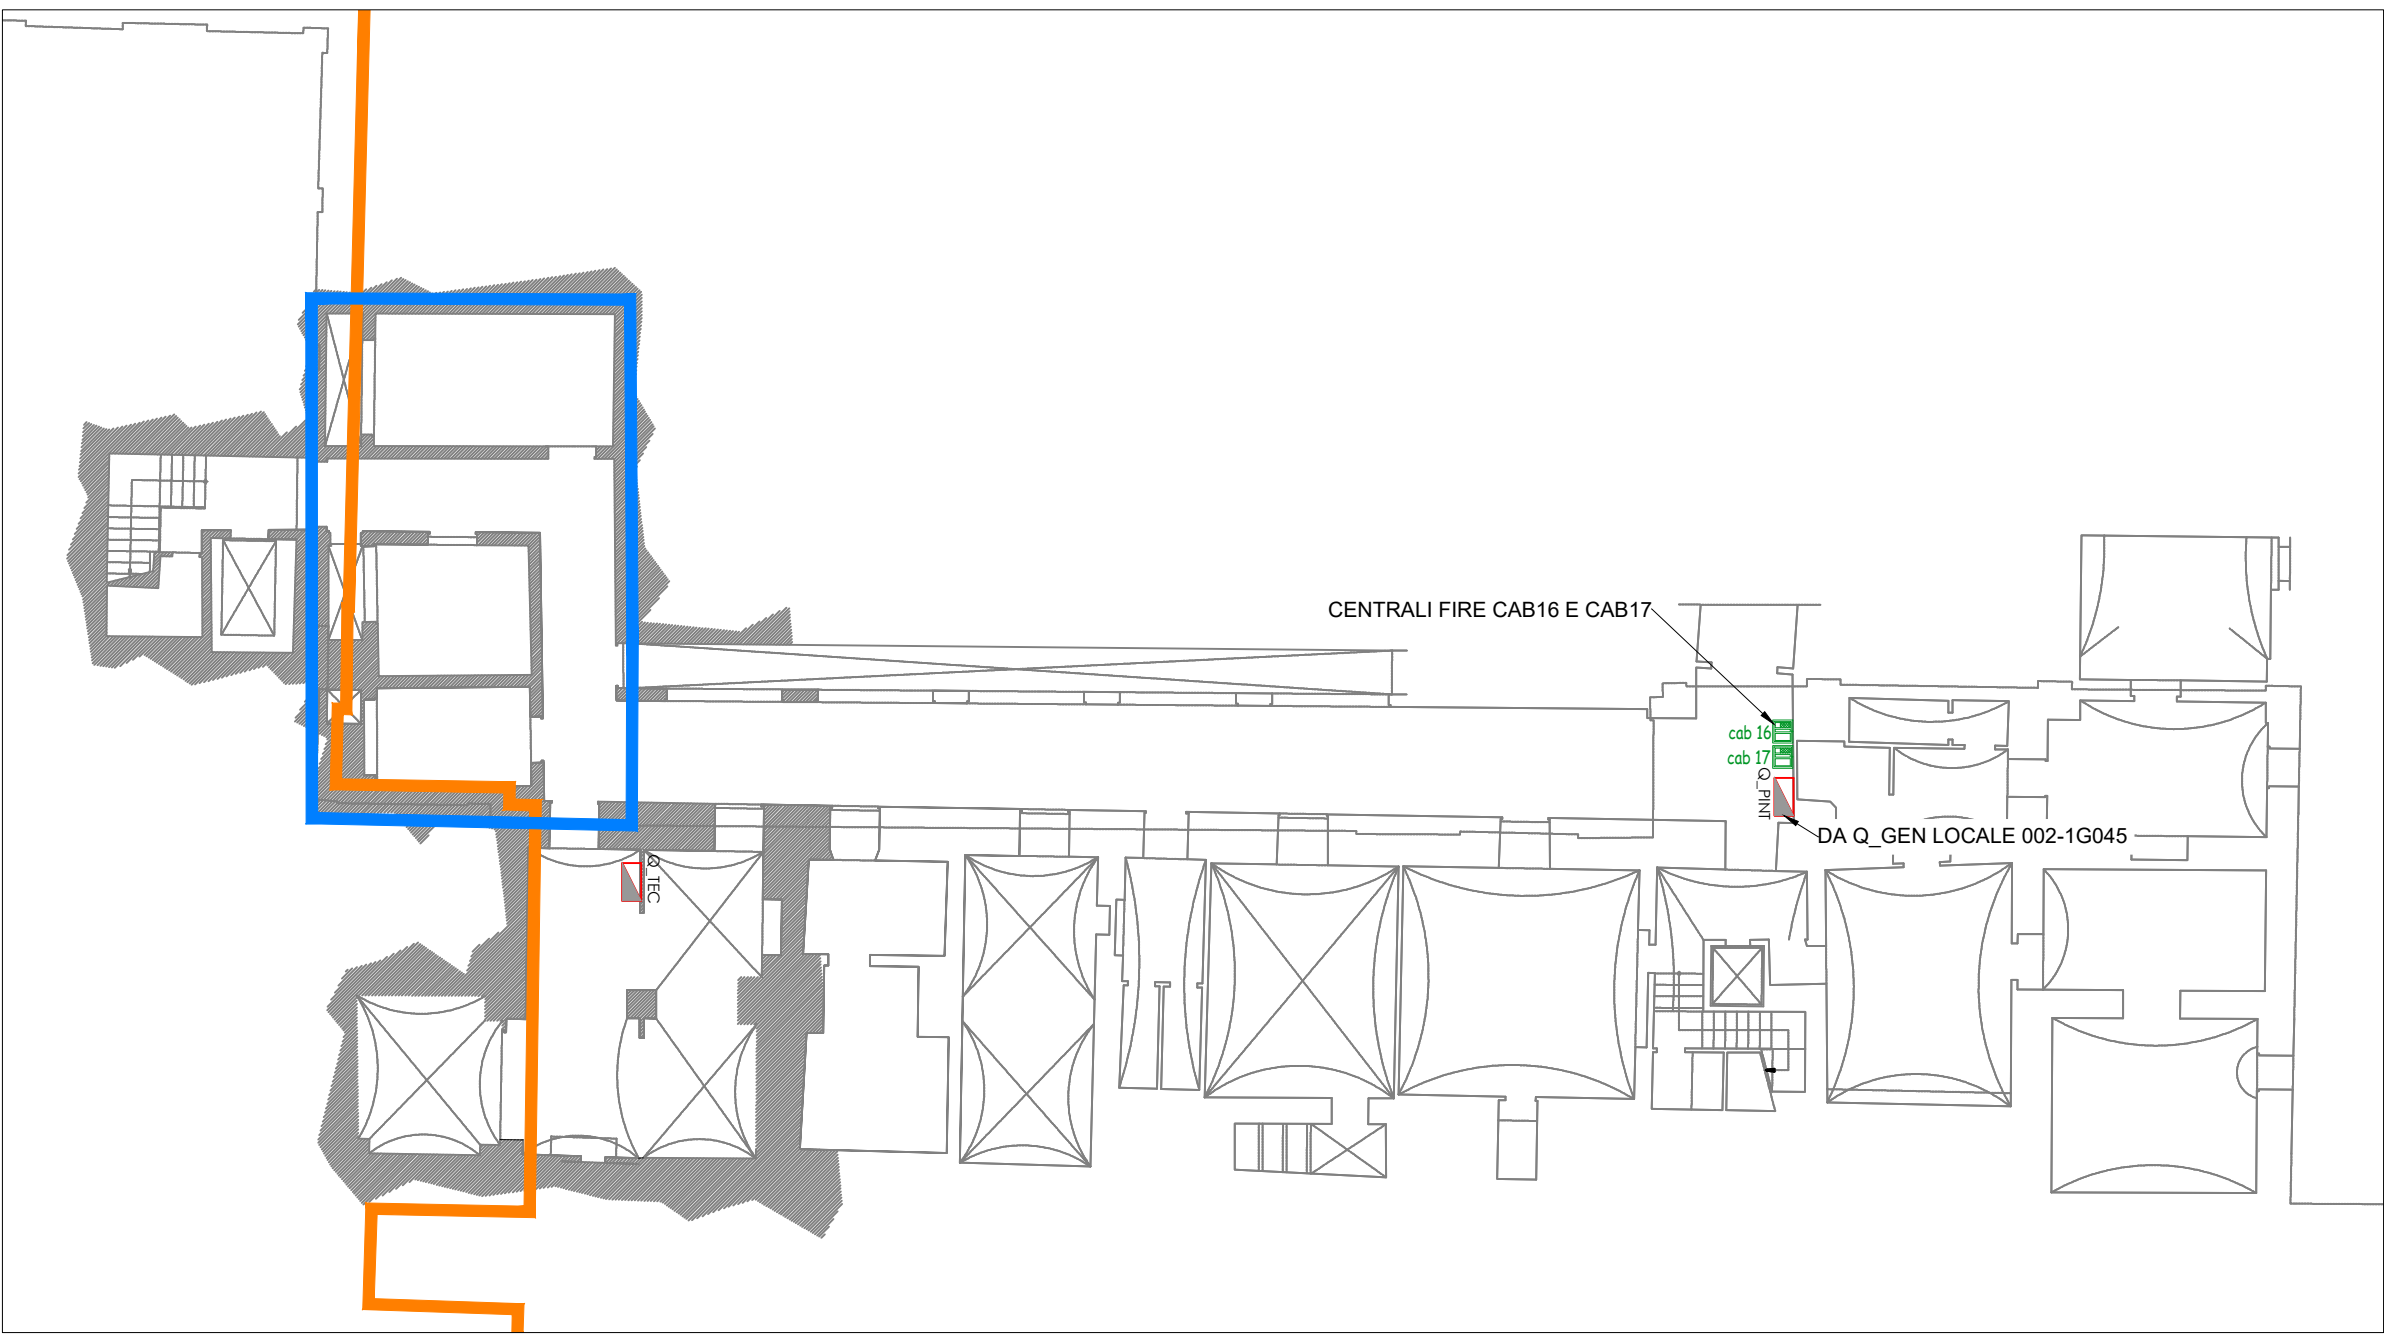 CENTRALI FIRE CAB16 E CAB17
cab 16
cab 17
Q_PINT
DA Q_GEN LOCALE 002-1G045
Q_TEC